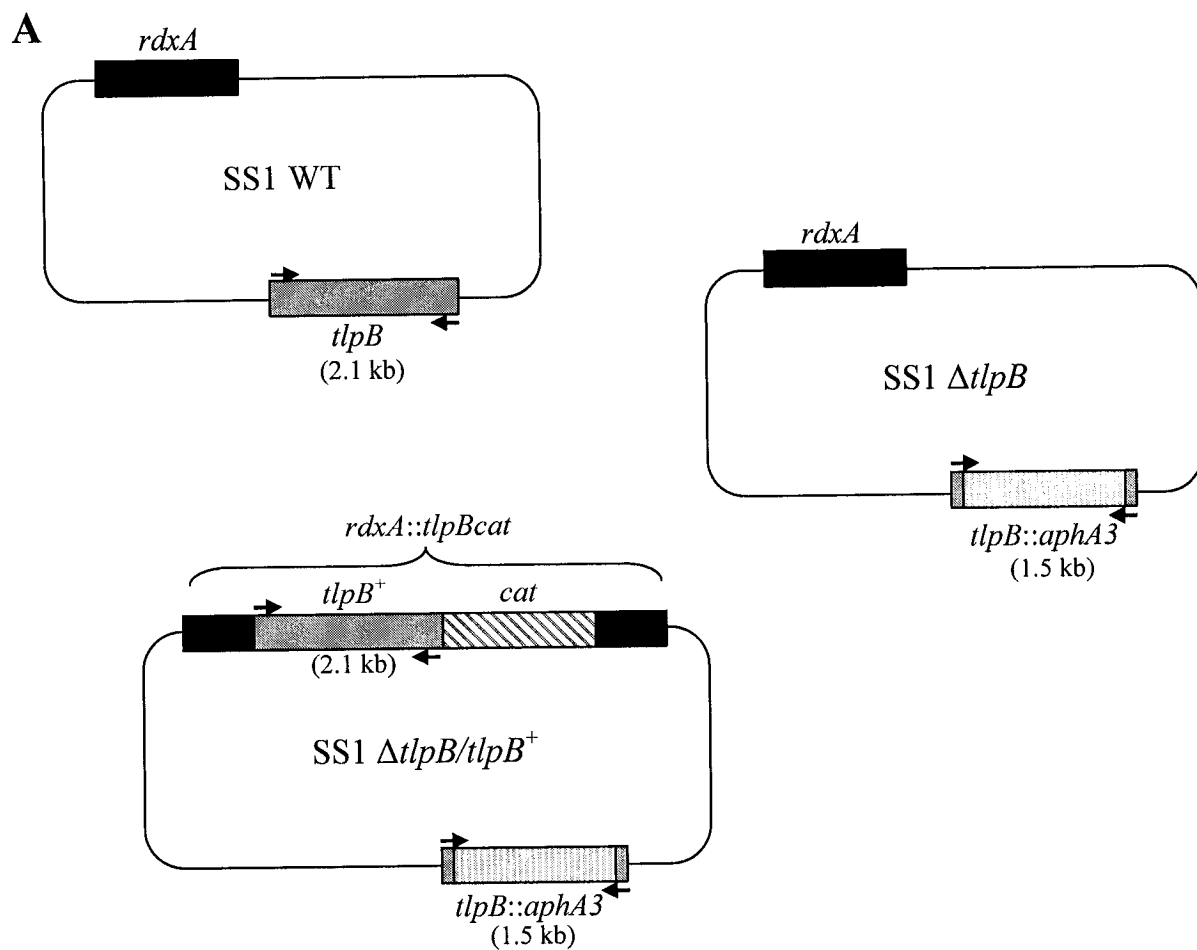 A
rdxA
SS1 WT
tlpB
(2.1 kb)
rdxA
SS1 ΔtlpB
tlpB::aphA3
(1.5 kb)
rdxA::tlpBcat
tlpB⁺ cat
(2.1 kb)
SS1 ΔtlpB/tlpB⁺
tlpB::aphA3
(1.5 kb)